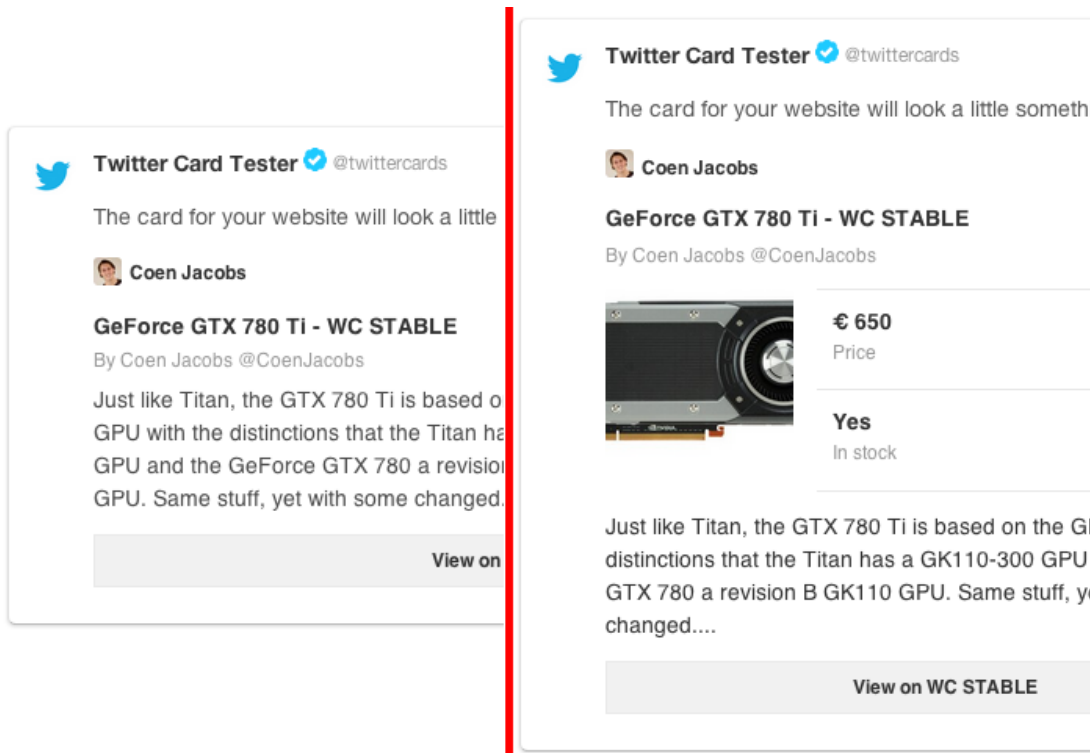 Twitter Card Tester @twittercards
The card for your website will look a little
Coen Jacobs
GeForce GTX 780 Ti - WC STABLE
By Coen Jacobs @CoenJacobs
Just like Titan, the GTX 780 Ti is based o
GPU with the distinctions that the Titan ha
GPU and the GeForce GTX 780 a revision
GPU. Same stuff, yet with some changed.
View on
Twitter Card Tester @twittercards
The card for your website will look a little someth
Coen Jacobs
GeForce GTX 780 Ti - WC STABLE
By Coen Jacobs @CoenJacobs
€ 650
Price
Yes
In stock
Just like Titan, the GTX 780 Ti is based on the G
distinctions that the Titan has a GK110-300 GPU
GTX 780 a revision B GK110 GPU. Same stuff, y
changed....
View on WC STABLE